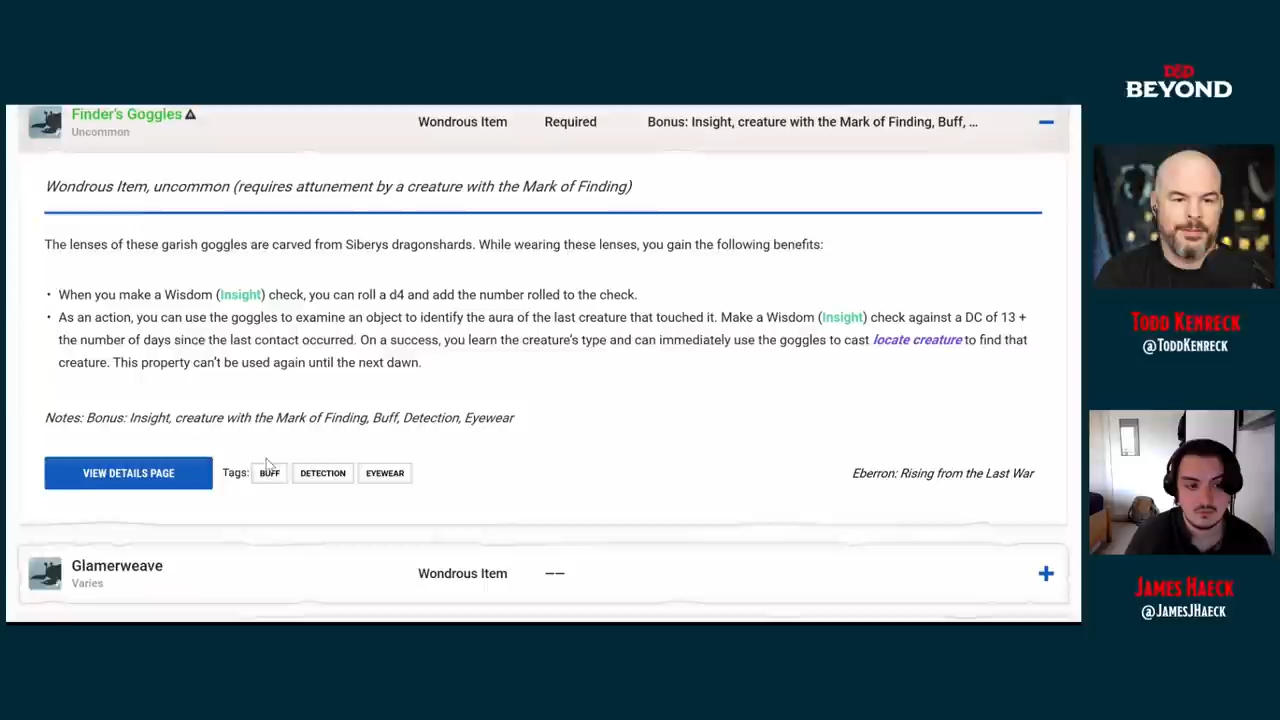 D&D
BEYOND
Finder's Goggles
Uncommon
Wondrous Item
Required
Bonus: Insight, creature with the Mark of Finding, Buff, ...
Wondrous Item, uncommon (requires attunement by a creature with the Mark of Finding)
The lenses of these garish goggles are carved from Siberys dragonshards. While wearing these lenses, you gain the following benefits:
• When you make a Wisdom (Insight) check, you can roll a d4 and add the number rolled to the check.
• As an action, you can use the goggles to examine an object to identify the aura of the last creature that touched it. Make a Wisdom (Insight) check against a DC of 13 +
the number of days since the last contact occurred. On a success, you learn the creature's type and can immediately use the goggles to cast locate creature to find that
creature. This property can't be used again until the next dawn.
Notes: Bonus: Insight, creature with the Mark of Finding, Buff, Detection, Eyewear
VIEW DETAILS PAGE
Tags:
BUFF
DETECTION
EYEWEAR
Eberron: Rising from the Last War
Glamerweave
Varies
Wondrous Item
——
Todd Kenreck
@ToddKenreck
James Haeck
@JamesJHaeck